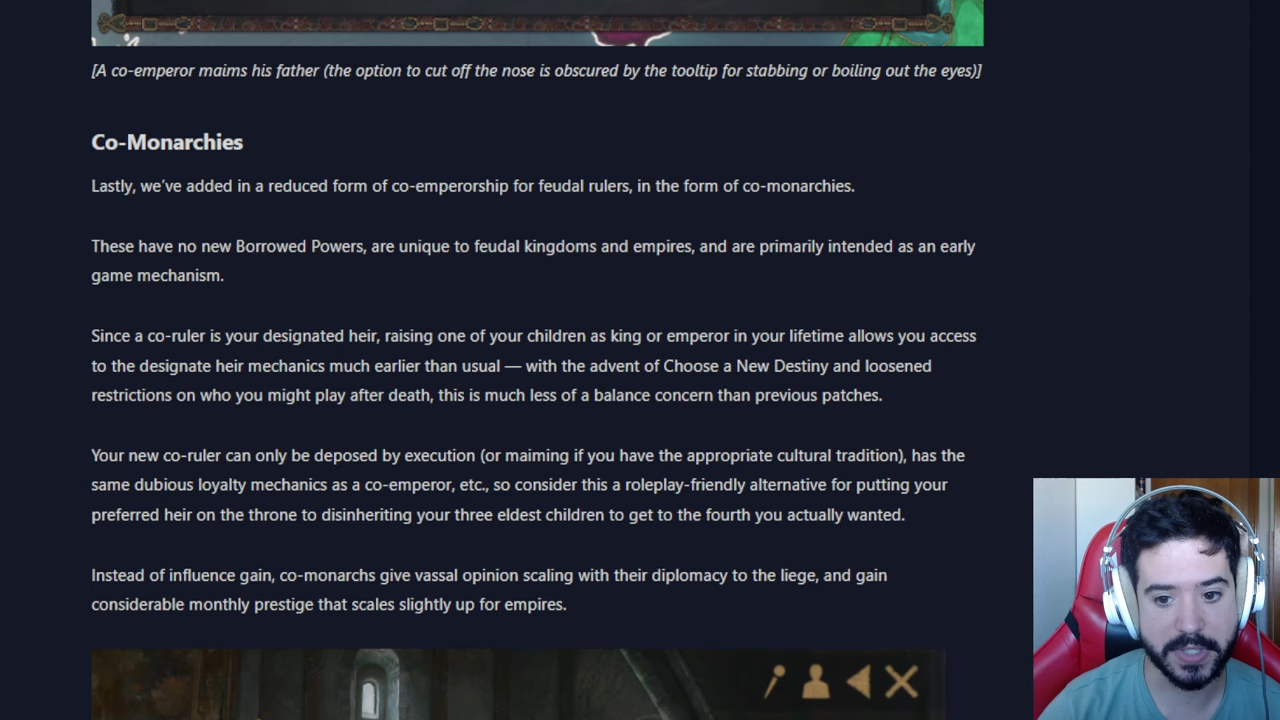 [A co-emperor maims his father (the option to cut off the nose is obscured by the tooltip for stabbing or boiling out the eyes)]
Co-Monarchies
Lastly, we’ve added in a reduced form of co-emperorship for feudal rulers, in the form of co-monarchies.
These have no new Borrowed Powers, are unique to feudal kingdoms and empires, and are primarily intended as an early
game mechanism.
Since a co-ruler is your designated heir, raising one of your children as king or emperor in your lifetime allows you access
to the designate heir mechanics much earlier than usual — with the advent of Choose a New Destiny and loosened
restrictions on who you might play after death, this is much less of a balance concern than previous patches.
Your new co-ruler can only be deposed by execution (or maiming if you have the appropriate cultural tradition), has the
same dubious loyalty mechanics as a co-emperor, etc., so consider this a roleplay-friendly alternative for putting your
preferred heir on the throne to disinheriting your three eldest children to get to the fourth you actually wanted.
Instead of influence gain, co-monarchs give vassal opinion scaling with their diplomacy to the liege, and gain
considerable monthly prestige that scales slightly up for empires.